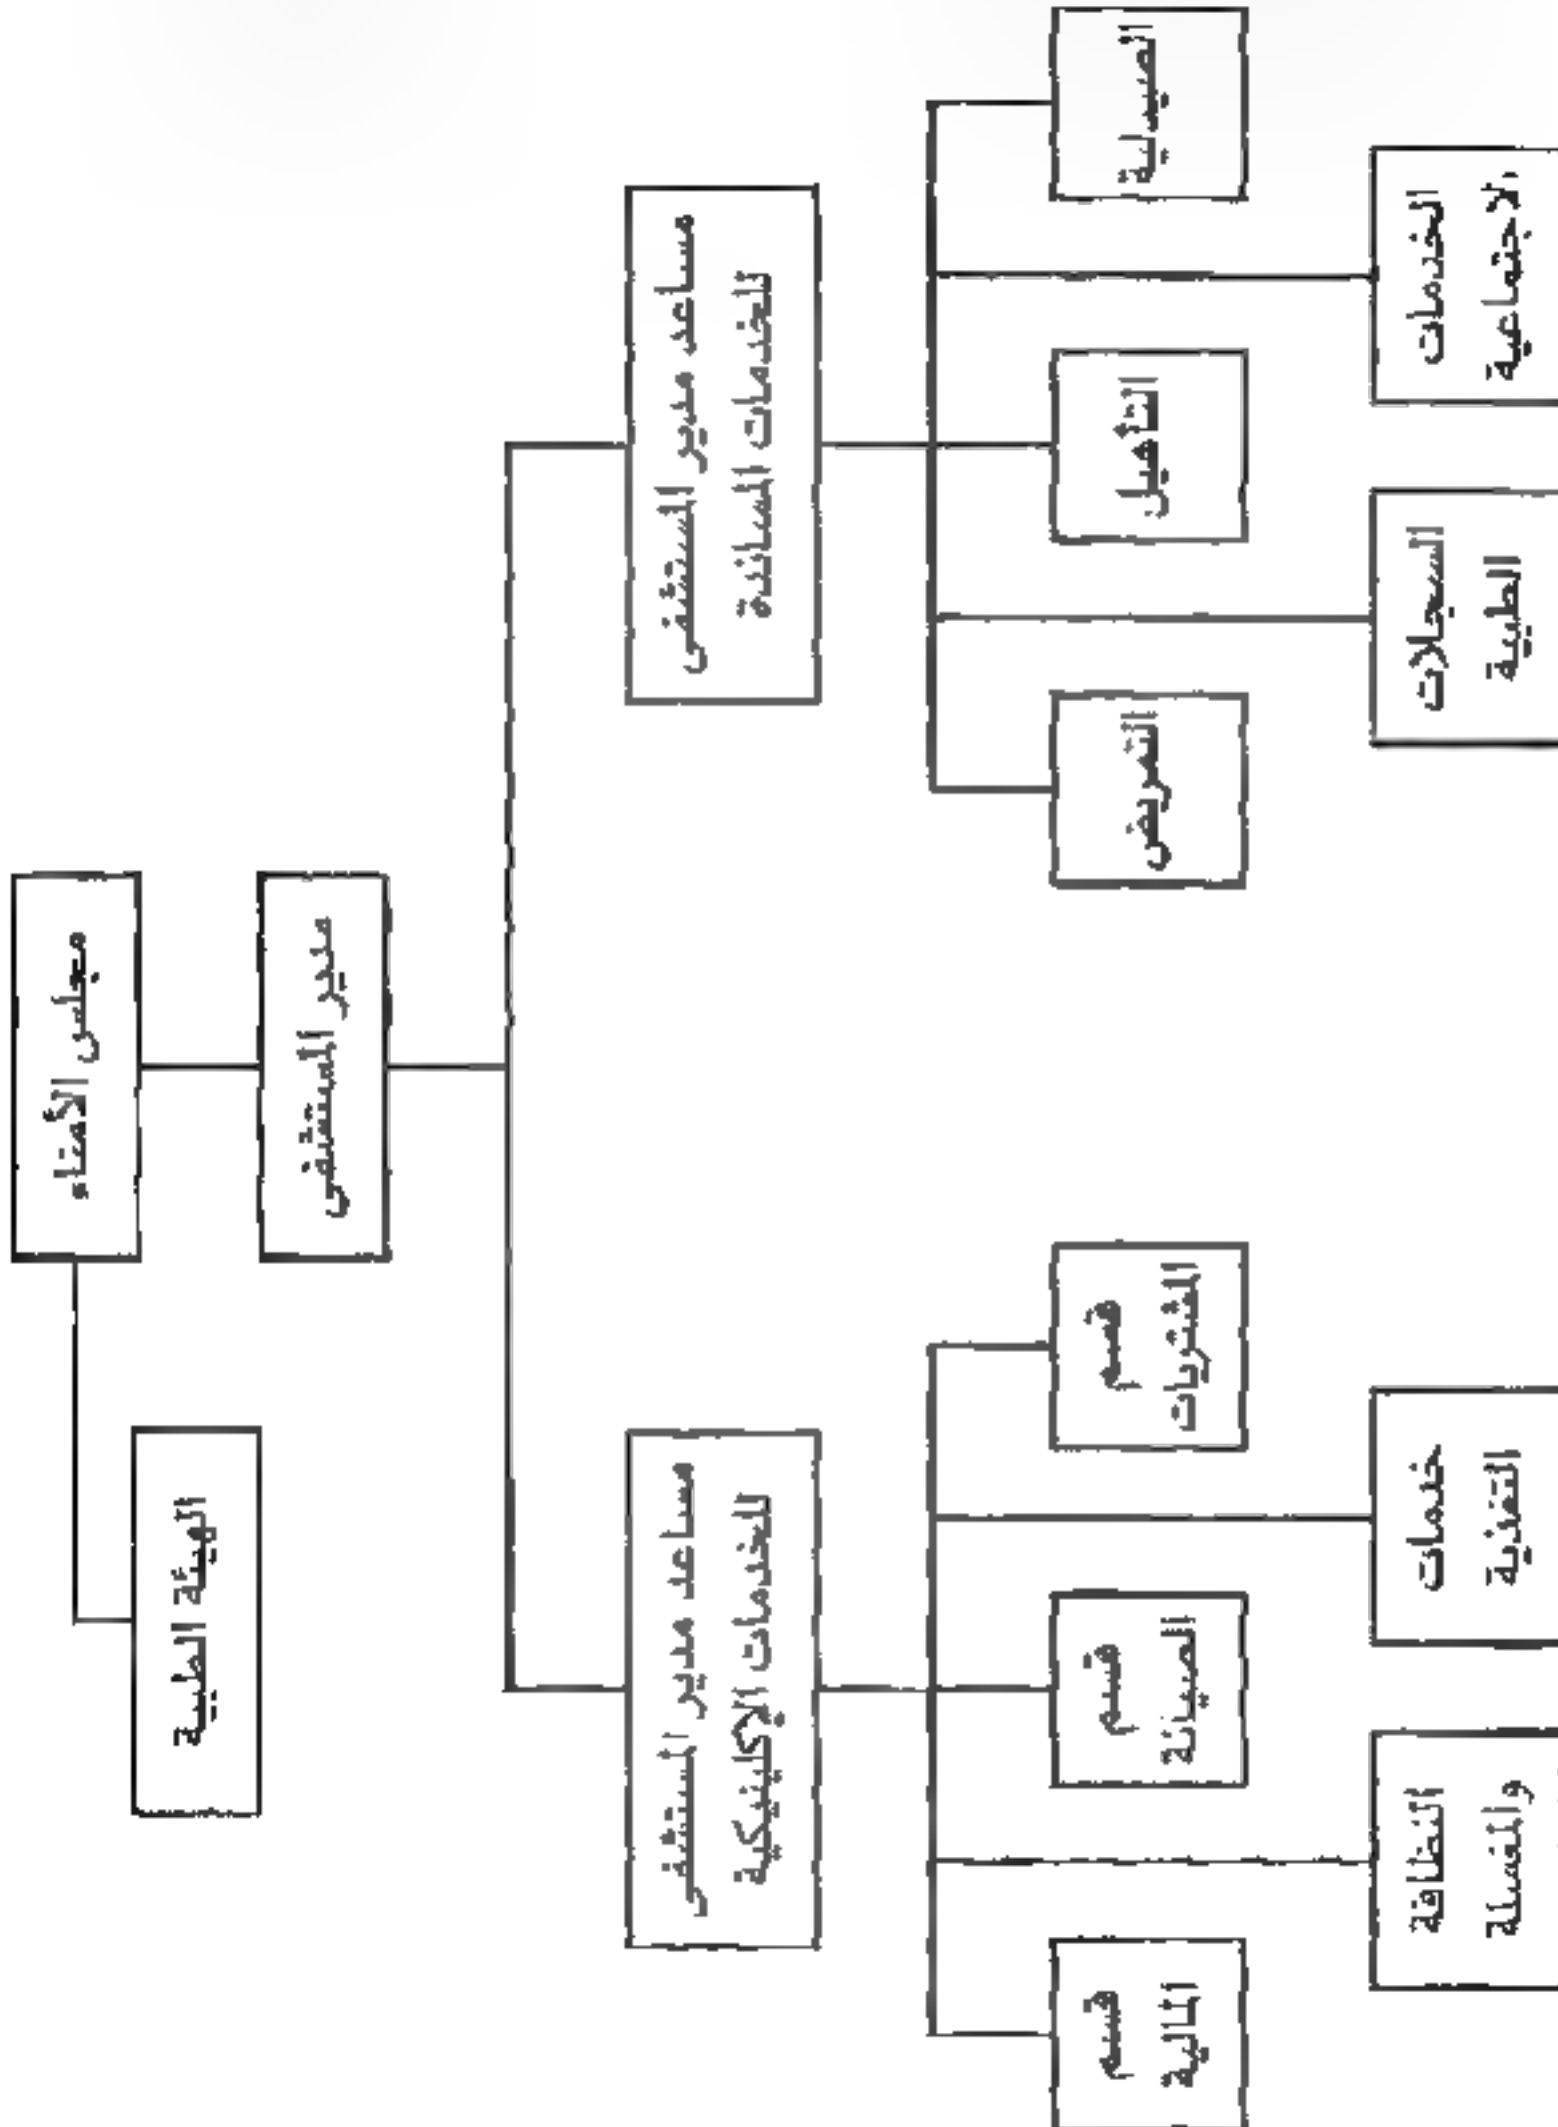 مجلس الأمناء
الهيئة الطبية
مدير المستشفى
مساعد مدير المستشفى
للخدمات المساندة
مساعد مدير المستشفى
للخدمات الإكلينيكية
الصيدلية
التأهيل
التمريض
قسم
المشتريات
قسم
الصيانة
قسم
المالية
الخدمات
الاجتماعية
السجلات
الطبية
خدمات
التغذية
النظافة
والغسلة